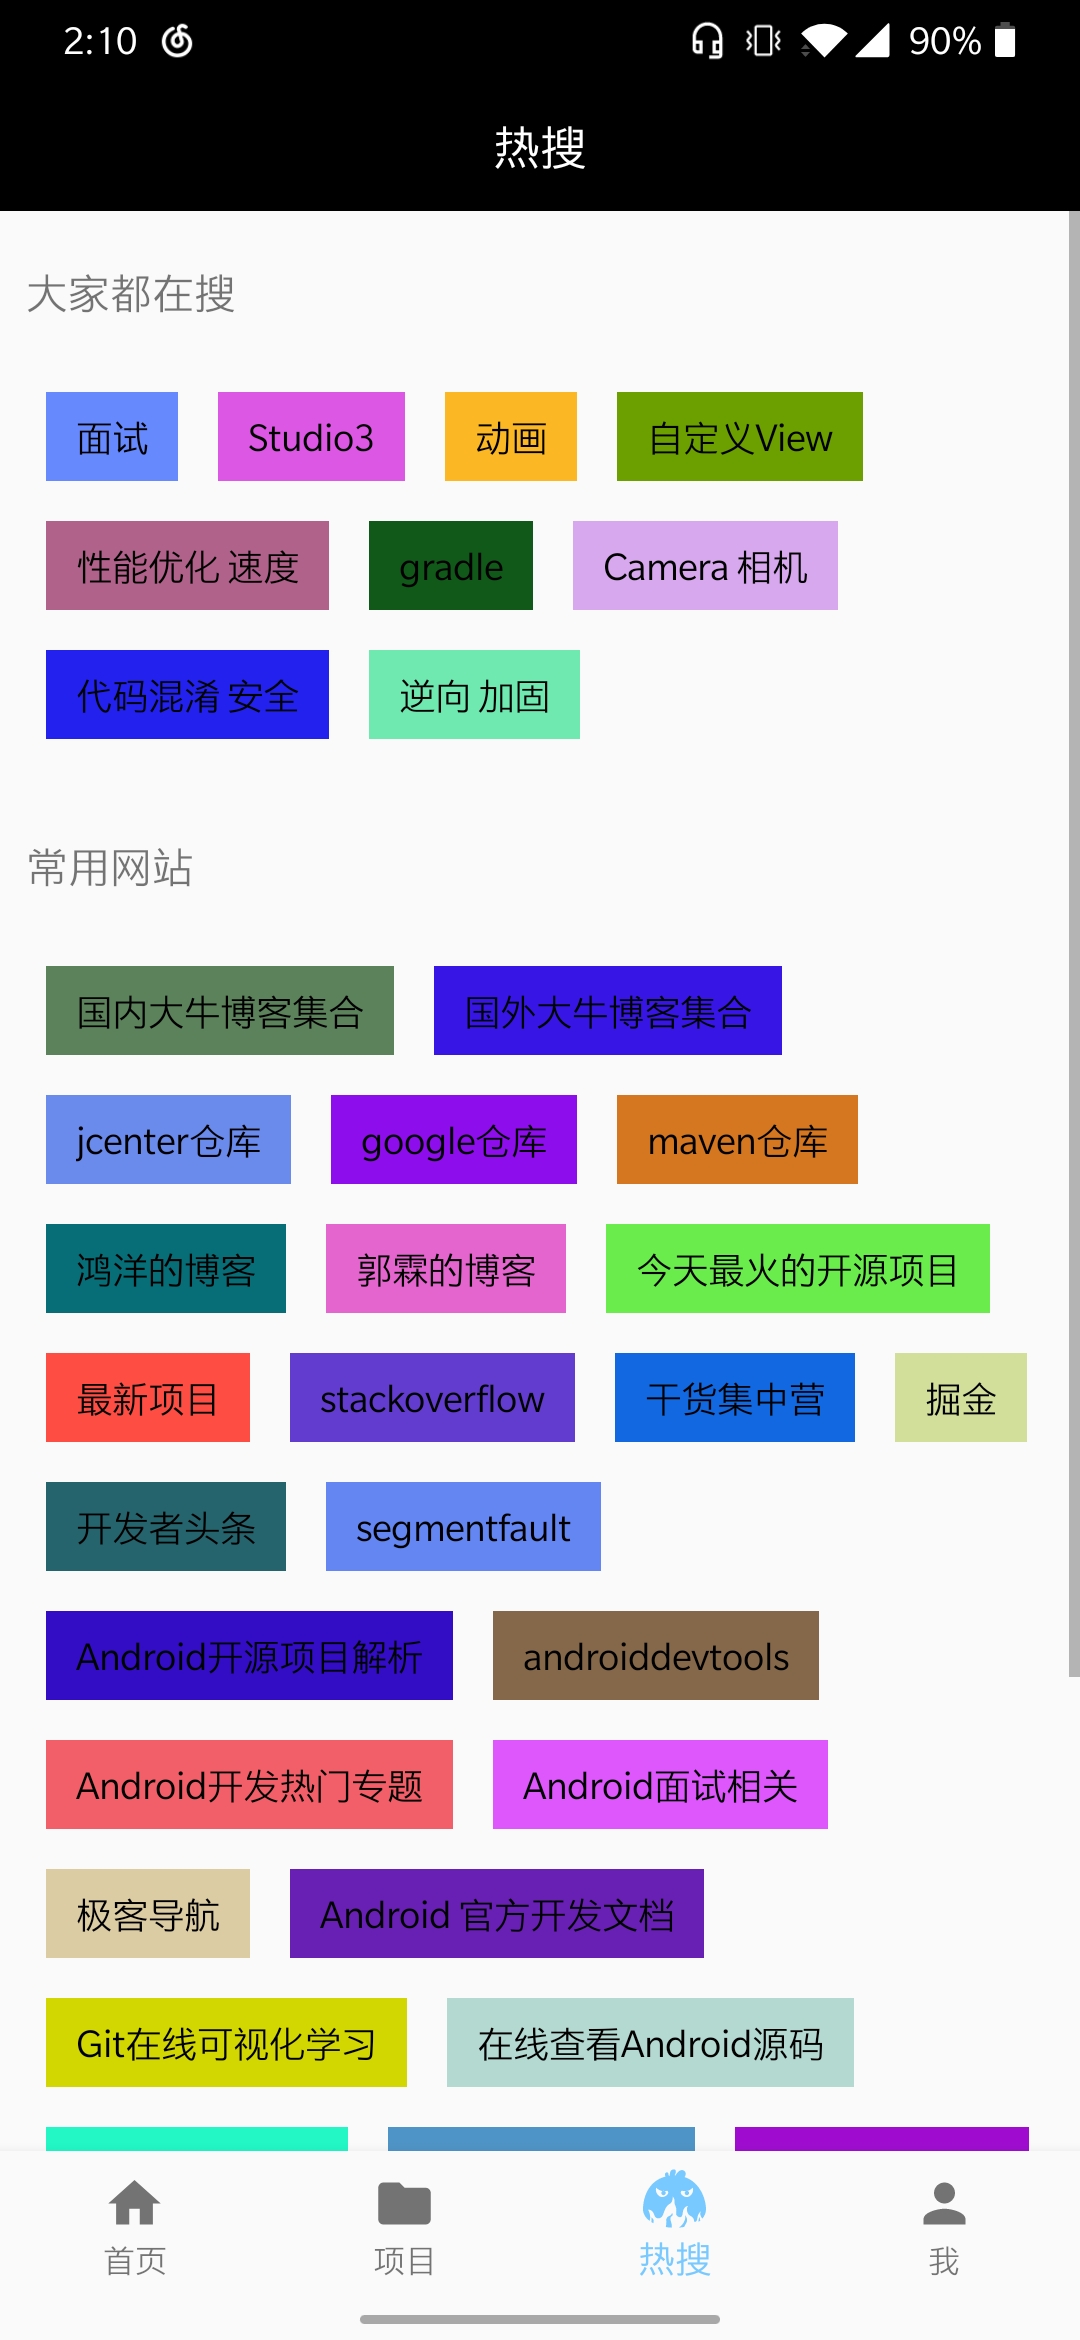 2:10 90%
热搜
大家都在搜
面试 Studio3 动画 自定义View
性能优化 速度 gradle Camera 相机
代码混淆 安全 逆向 加固
常用网站
国内大牛博客集合 国外大牛博客集合
jcenter仓库 google仓库 maven仓库
鸿洋的博客 郭霖的博客 今天最火的开源项目
最新项目 stackoverflow 干货集中营 掘金
开发者头条 segmentfault
Android开源项目解析 androiddevtools
Android开发热门专题 Android面试相关
极客导航 Android 官方开发文档
Git在线可视化学习 在线查看Android源码
首页 项目 热搜 我